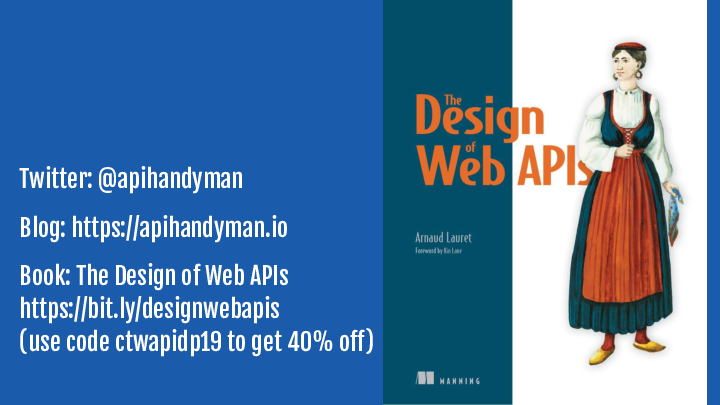 Twitter: @apihandyman
Blog: https://apihandyman.io
Book: The Design of Web APIs
https://bit.ly/designwebapis
(use code ctwapidp19 to get 40% off)
The
Design
of
Web APIs
Arnaud Lauret
Foreword by Kin Lane
MANNING